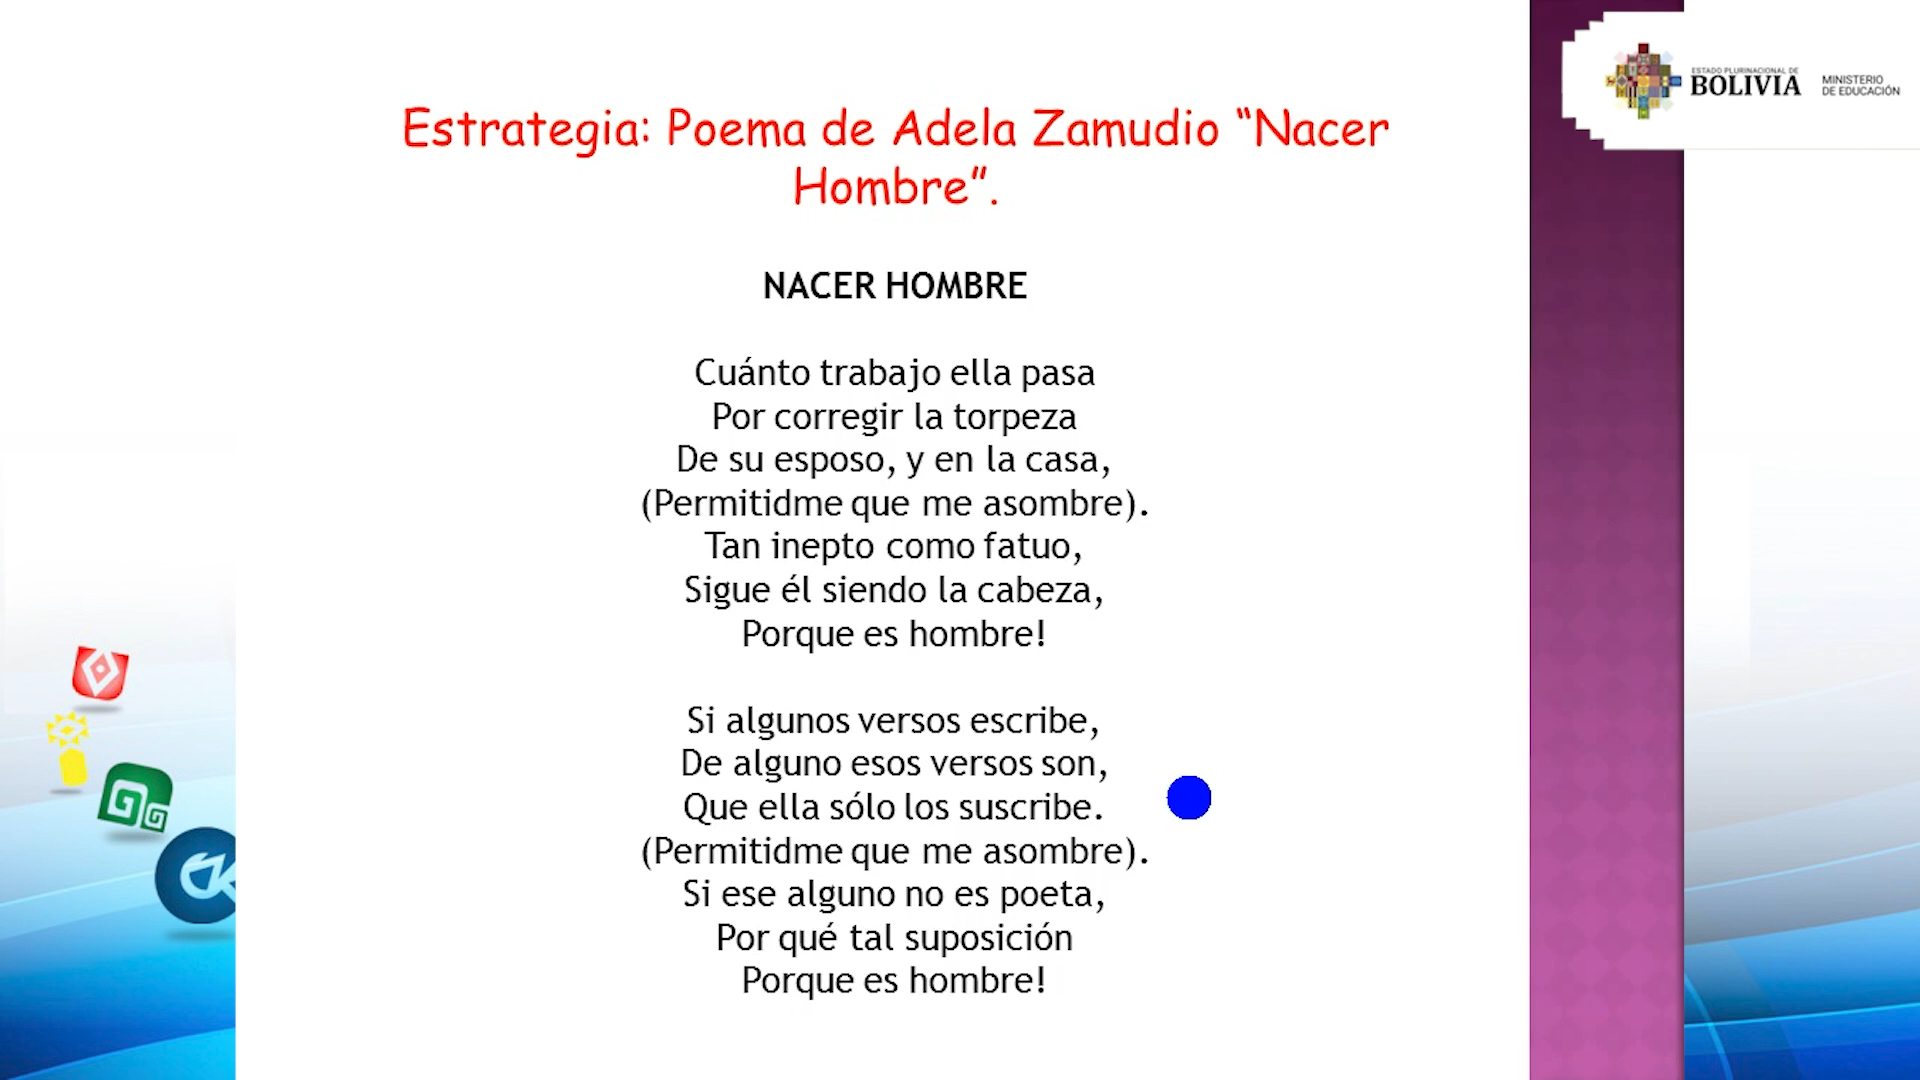 ESTADO PLURINACIONAL DE
BOLIVIA
MINISTERIO
DE EDUCACIÓN
Estrategia: Poema de Adela Zamudio “Nacer
Hombre”.
NACER HOMBRE
Cuánto trabajo ella pasa
Por corregir la torpeza
De su esposo, y en la casa,
(Permitidme que me asombre).
Tan inepto como fatuo,
Sigue él siendo la cabeza,
Porque es hombre!
Si algunos versos escribe,
De alguno esos versos son,
Que ella sólo los suscribe.
(Permitidme que me asombre).
Si ese alguno no es poeta,
Por qué tal suposición
Porque es hombre!